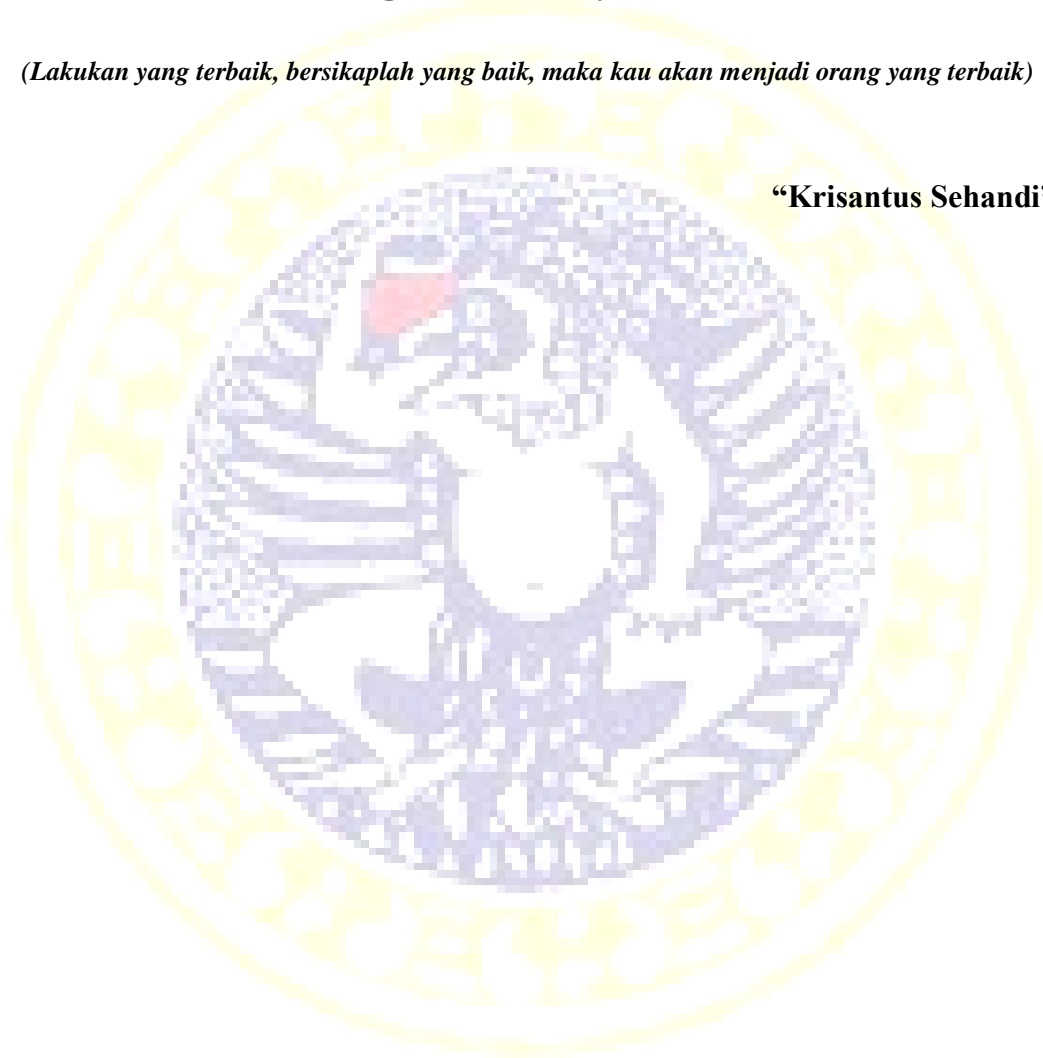 (Lakukan yang terbaik, bersikaplah yang baik, maka kau akan menjadi orang yang terbaik)
“Krisantus Sehandi”